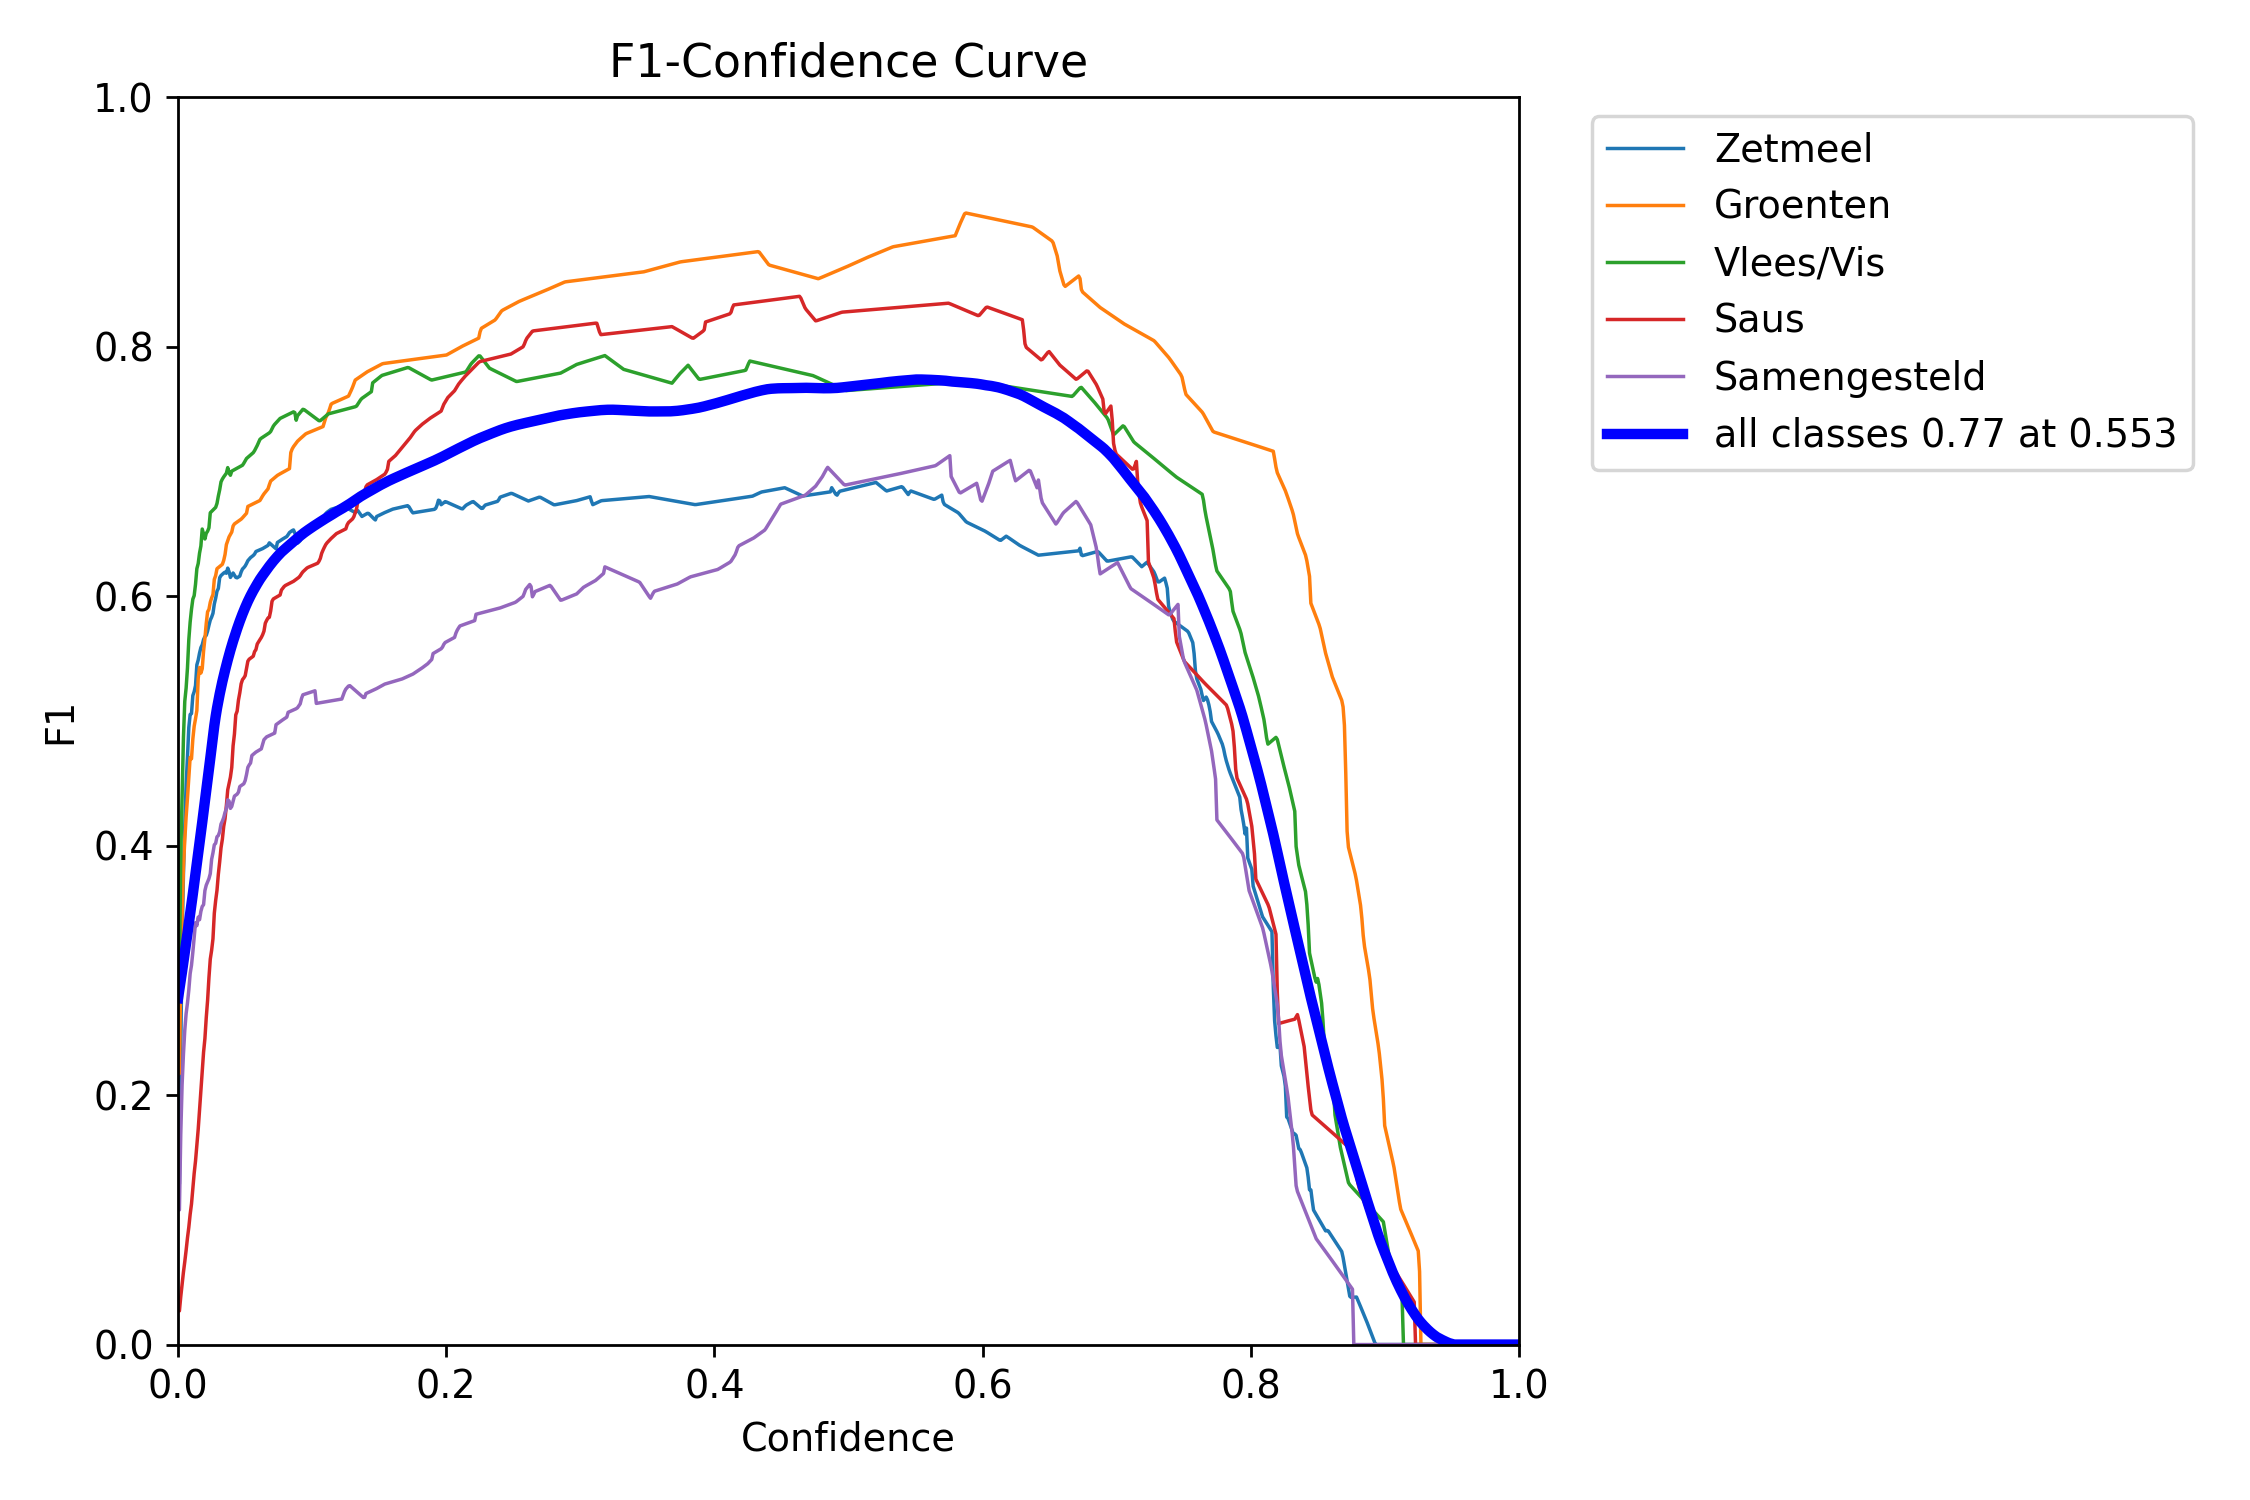 F1-Confidence Curve
1.0
0.8
0.6
0.4
0.2
0.0
F1
0.0 0.2 0.4 0.6 0.8 1.0
Confidence
Zetmeel
Groenten
Vlees/Vis
Saus
Samengesteld
all classes 0.77 at 0.553